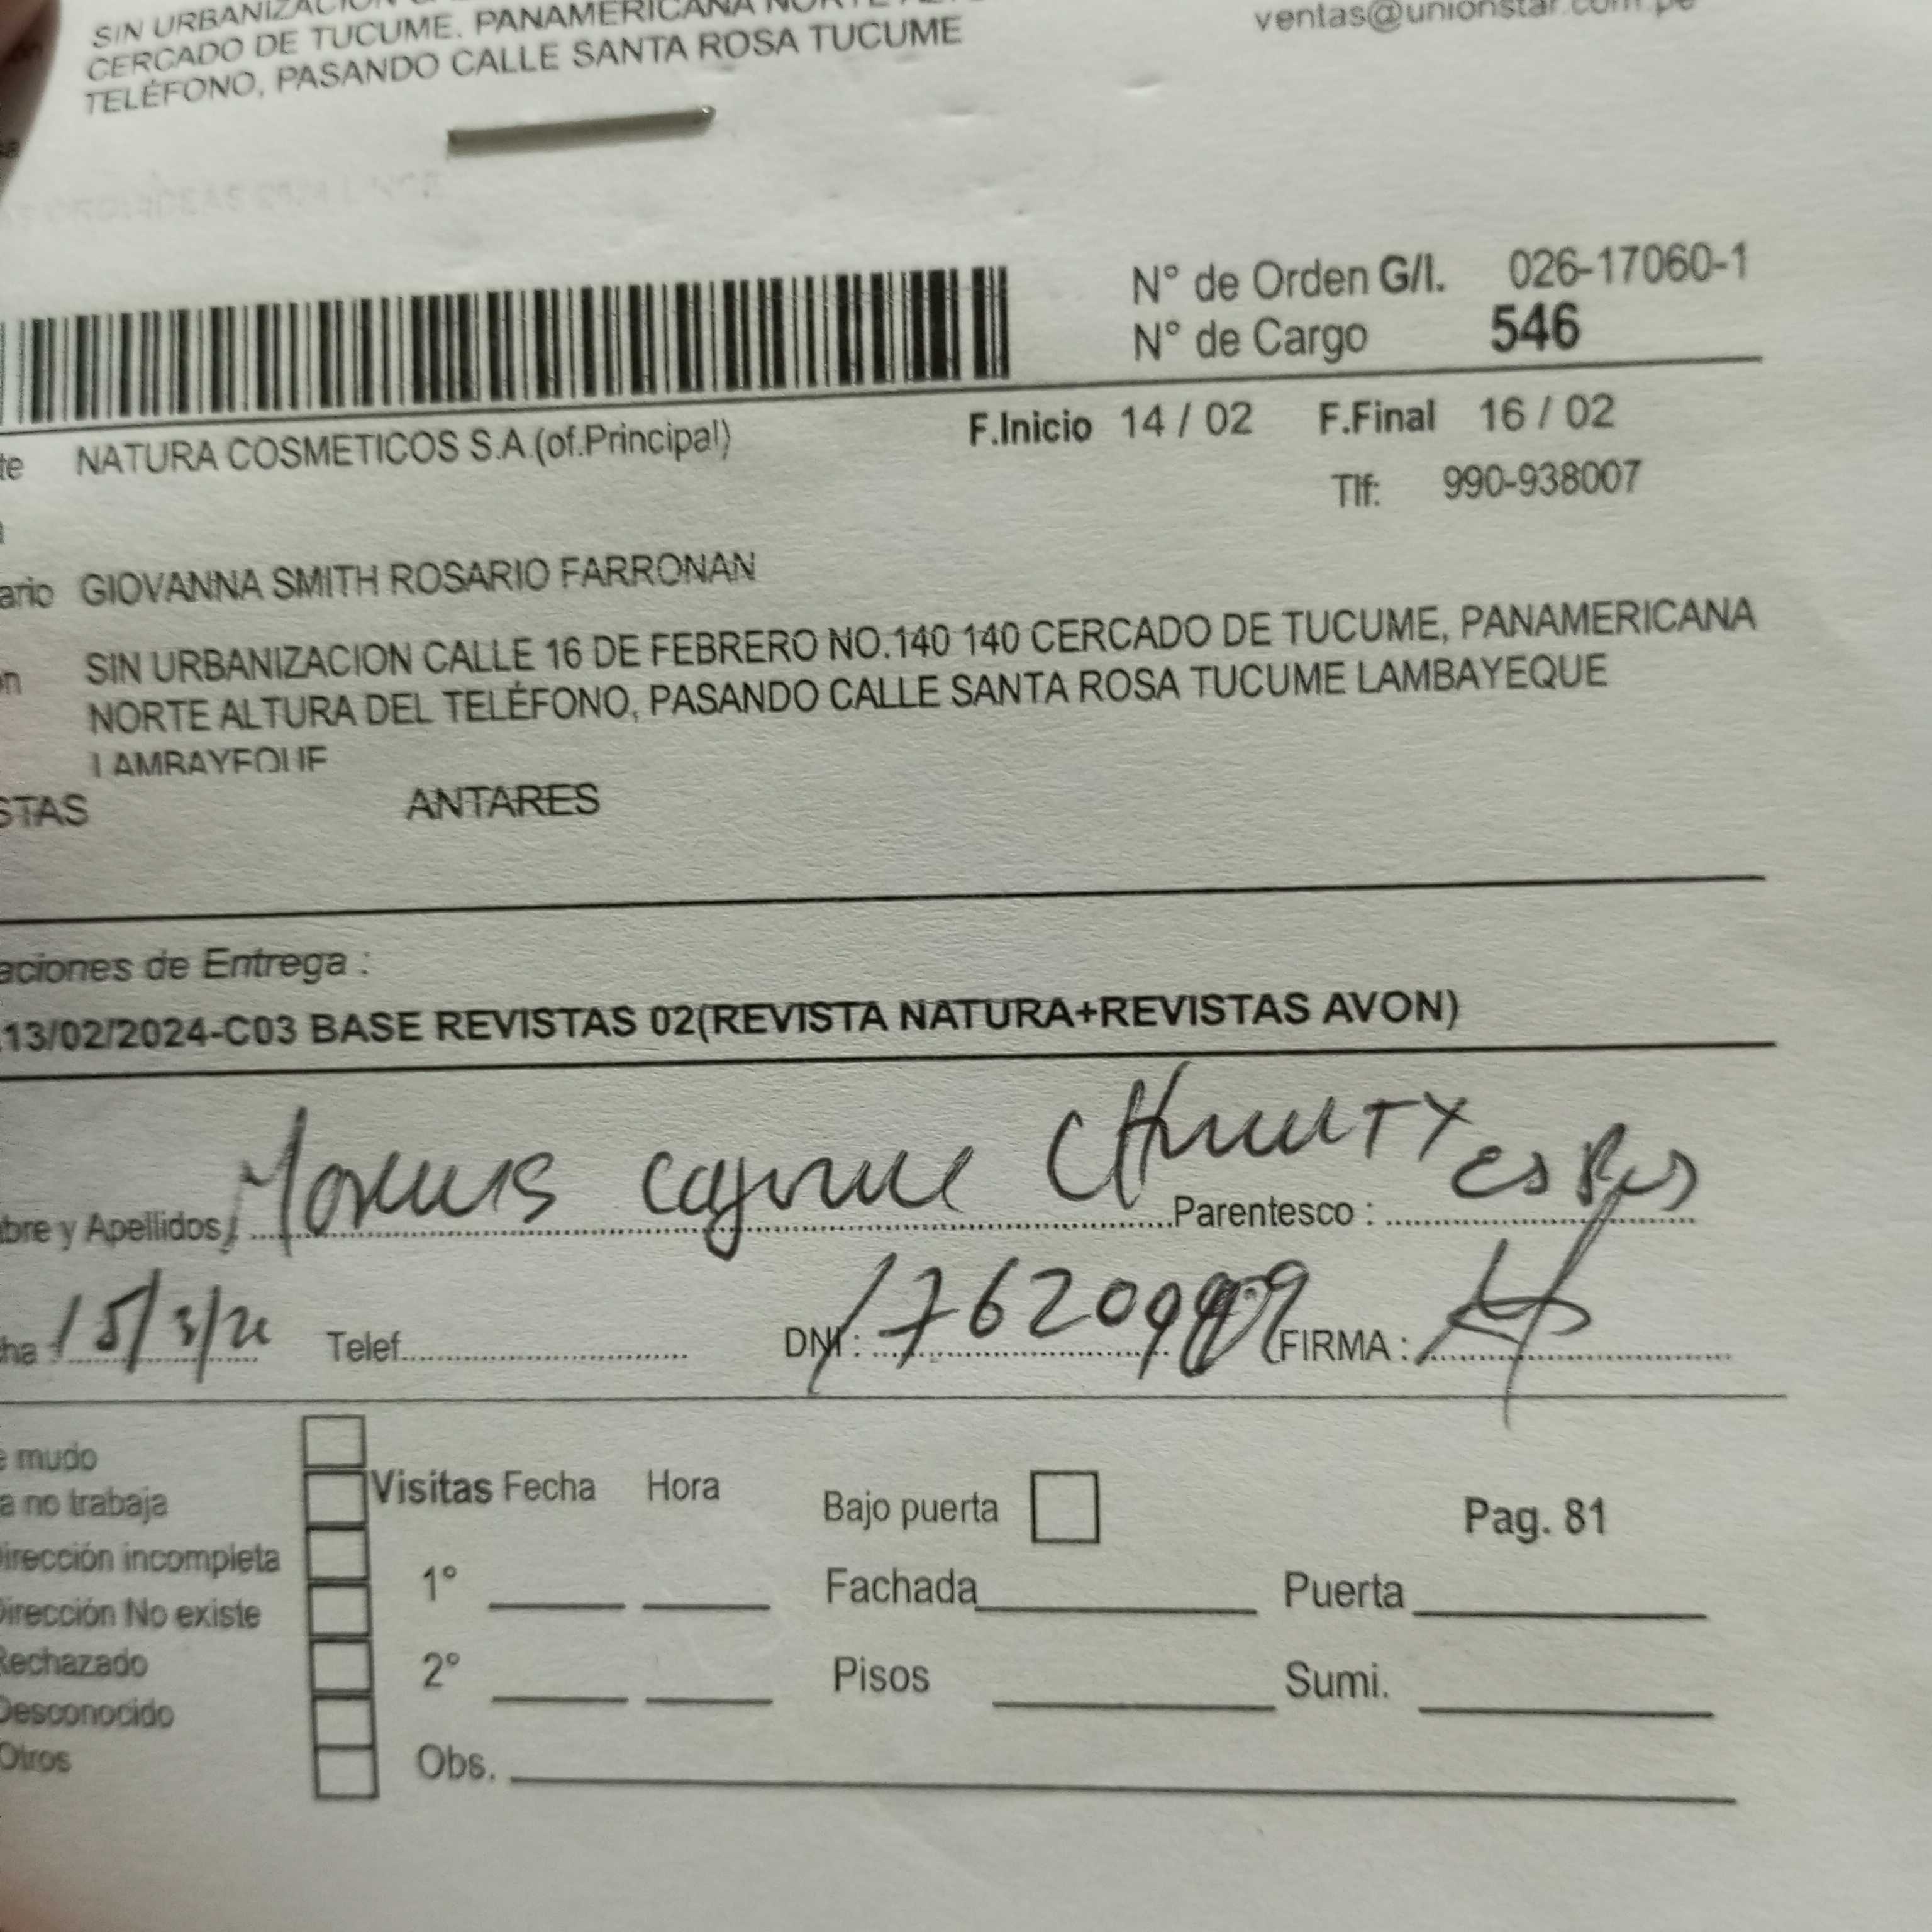 SIN URBANIZACION
CERCADO DE TUCUME. PANAMERICANA NORTE
TELÉFONO, PASANDO CALLE SANTA ROSA TUCUME
ventas@unionstar.com.pe
N° de Orden G/I. 026-17060-1
N° de Cargo 546
te NATURA COSMETICOS S.A.(of.Principal) F.Inicio 14 / 02 F.Final 16 / 02
Tlf: 990-938007
ario GIOVANNA SMITH ROSARIO FARRONAN
n SIN URBANIZACION CALLE 16 DE FEBRERO NO.140 140 CERCADO DE TUCUME, PANAMERICANA
NORTE ALTURA DEL TELÉFONO, PASANDO CALLE SANTA ROSA TUCUME LAMBAYEQUE
LAMBAYEQUE
STAS ANTARES
aciones de Entrega :
13/02/2024-C03 BASE REVISTAS 02(REVISTA NATURA+REVISTAS AVON)
bre y Apellidos Parentesco :
ha Telef. DNI : FIRMA :
e mudo
a no trabaja
Visitas Fecha Hora Bajo puerta Pag. 81
Dirección incompleta
1° Fachada Puerta
Dirección No existe
Rechazado
2° Pisos Sumi.
Desconocido
Otros
Obs.